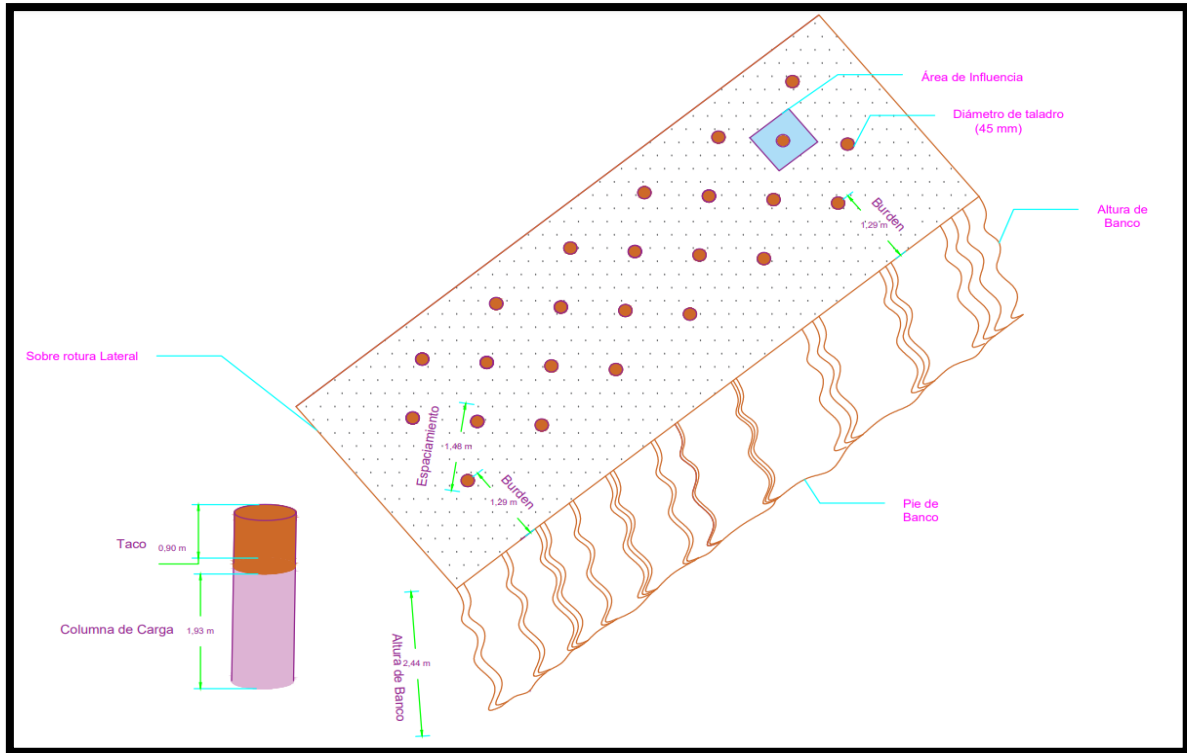 Área de Influencia
Diámetro de taladro
(45 mm)
Burden
1,29 m
Altura de
Banco
Sobre rotura Lateral
Espaciamiento
1,48 m
Burden
1,29 m
Pie de
Banco
Taco 0,90 m
Columna de Carga 1,93 m
Altura de Banco
2,44 m